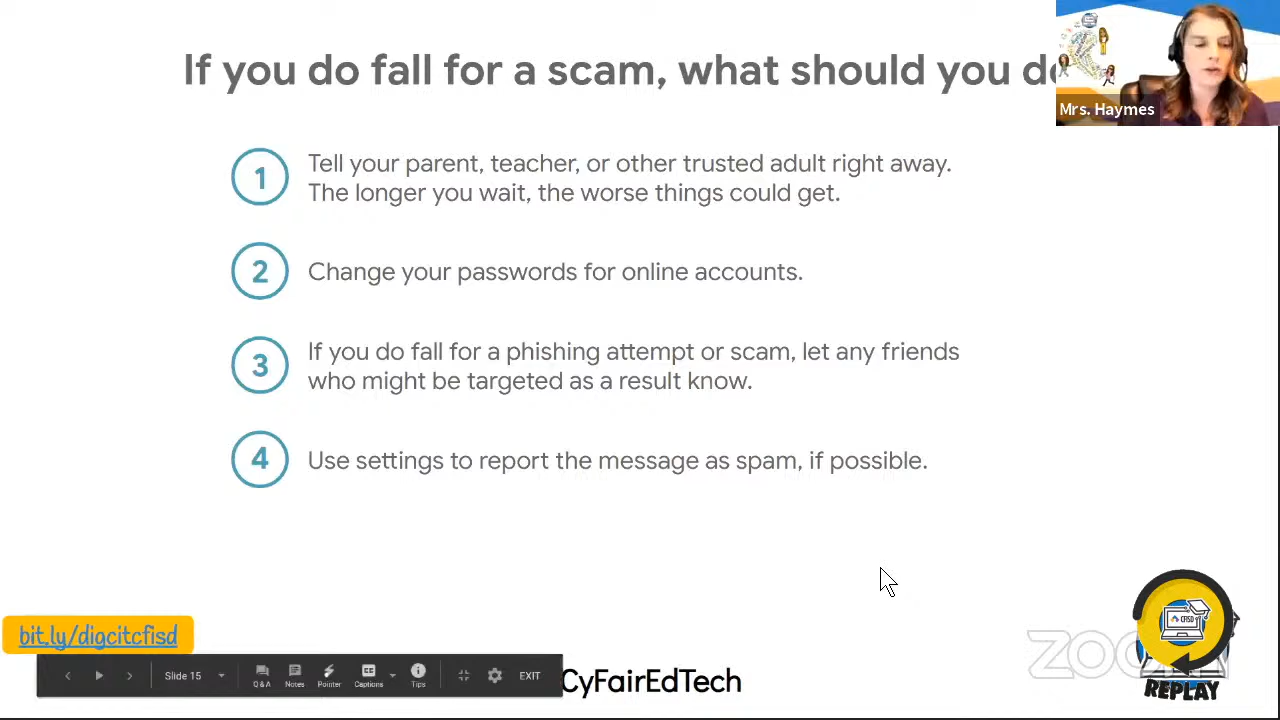 If you do fall for a scam, what should you do
Mrs. Haymes
1
Tell your parent, teacher, or other trusted adult right away.
The longer you wait, the worse things could get.
2
Change your passwords for online accounts.
3
If you do fall for a phishing attempt or scam, let any friends
who might be targeted as a result know.
4
Use settings to report the message as spam, if possible.
bit.ly/digcitcfisd
Slide 15
Q&A
Notes
Pointer
Captions
Tips
EXIT
CyFairEdTech
CFISD
REPLAY